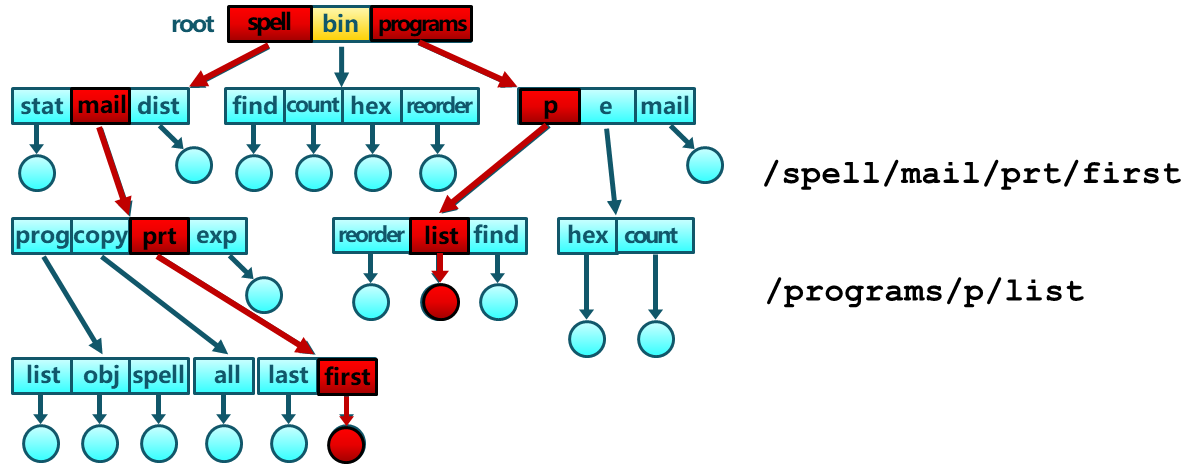 root spell bin programs
stat mail dist find count hex reorder p e mail
/spell/mail/prt/first
prog copy prt exp reorder list find hex count
/programs/p/list
list obj spell all last first